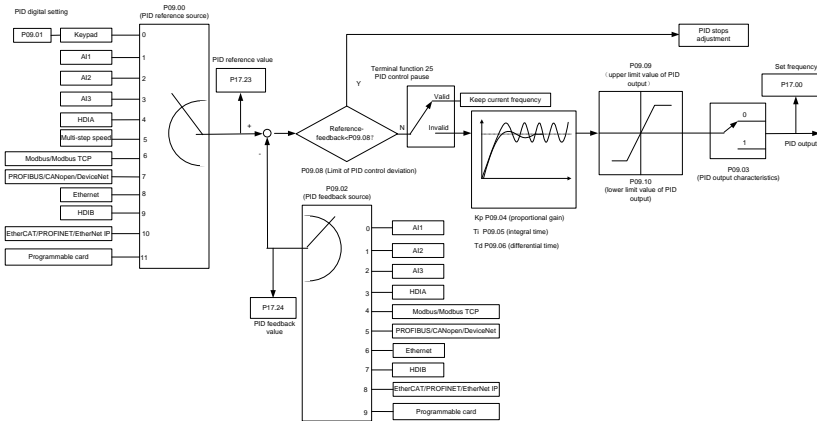 PID digital setting
P09.00
(PID reference source)
P09.01
Keypad
0
AI1
1
AI2
2
AI3
3
HDIA
4
Multi-step speed
5
Modbus/Modbus TCP
6
PROFIBUS/CANopen/DeviceNet
7
Ethernet
8
HDIB
9
EtherCAT/PROFINET/EtherNet IP
10
Programmable card
11
PID reference value
P17.23
+
-
P17.24
PID feedback
value
Y
Reference-
feedback<P09.08?
N
P09.08 (Limit of PID control deviation)
PID stops
adjustment
Terminal function 25
PID control pause
Valid
Invalid
Keep current frequency
Kp P09.04 (proportional gain)
Ti P09.05 (integral time)
Td P09.06 (differential time)
P09.09
(upper limit value of PID
output)
P09.10
(lower limit value of PID
output)
0
1
P09.03
(PID output characteristics)
Set frequency
P17.00
PID output
P09.02
(PID feedback source)
0
AI1
1
AI2
2
AI3
3
HDIA
4
Modbus/Modbus TCP
5
PROFIBUS/CANopen/DeviceNet
6
Ethernet
7
HDIB
8
EtherCAT/PROFINET/EtherNet IP
9
Programmable card